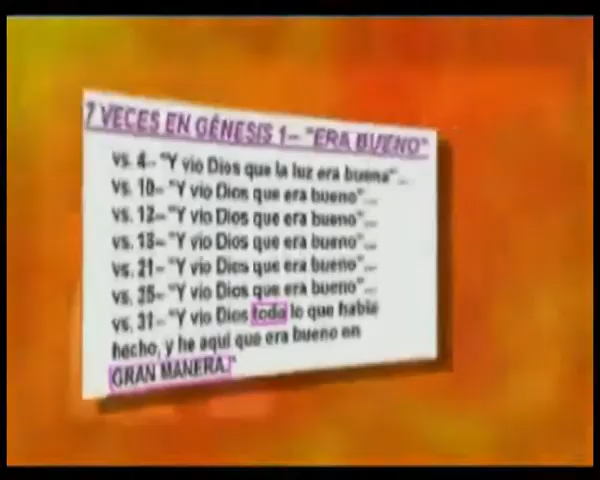 7 VECES EN GÉNESIS 1– "ERA BUENO"
vs. 4– "Y vio Dios que la luz era buena"...
vs. 10– "Y vio Dios que era bueno"...
vs. 12– "Y vio Dios que era bueno"...
vs. 18– "Y vio Dios que era bueno"...
vs. 21– "Y vio Dios que era bueno"...
vs. 25– "Y vio Dios que era bueno"...
vs. 31– "Y vio Dios todo lo que había
hecho, y he aquí que era bueno en
GRAN MANERA."